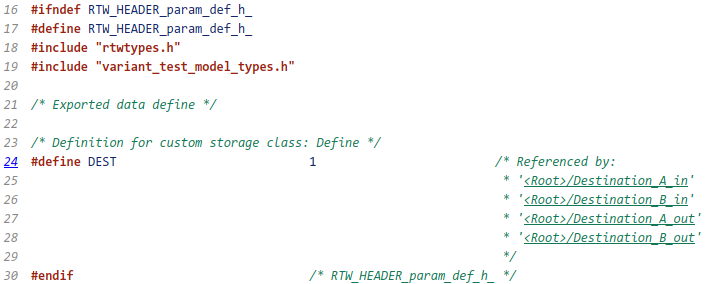 16 #ifndef RTW_HEADER_param_def_h_
17 #define RTW_HEADER_param_def_h_
18 #include "rtwtypes.h"
19 #include "variant_test_model_types.h"
20
21 /* Exported data define */
22
23 /* Definition for custom storage class: Define */
24 #define DEST 1 /* Referenced by:
25 * '<Root>/Destination_A_in'
26 * '<Root>/Destination_B_in'
27 * '<Root>/Destination_A_out'
28 * '<Root>/Destination_B_out'
29 */
30 #endif /* RTW_HEADER_param_def_h_ */